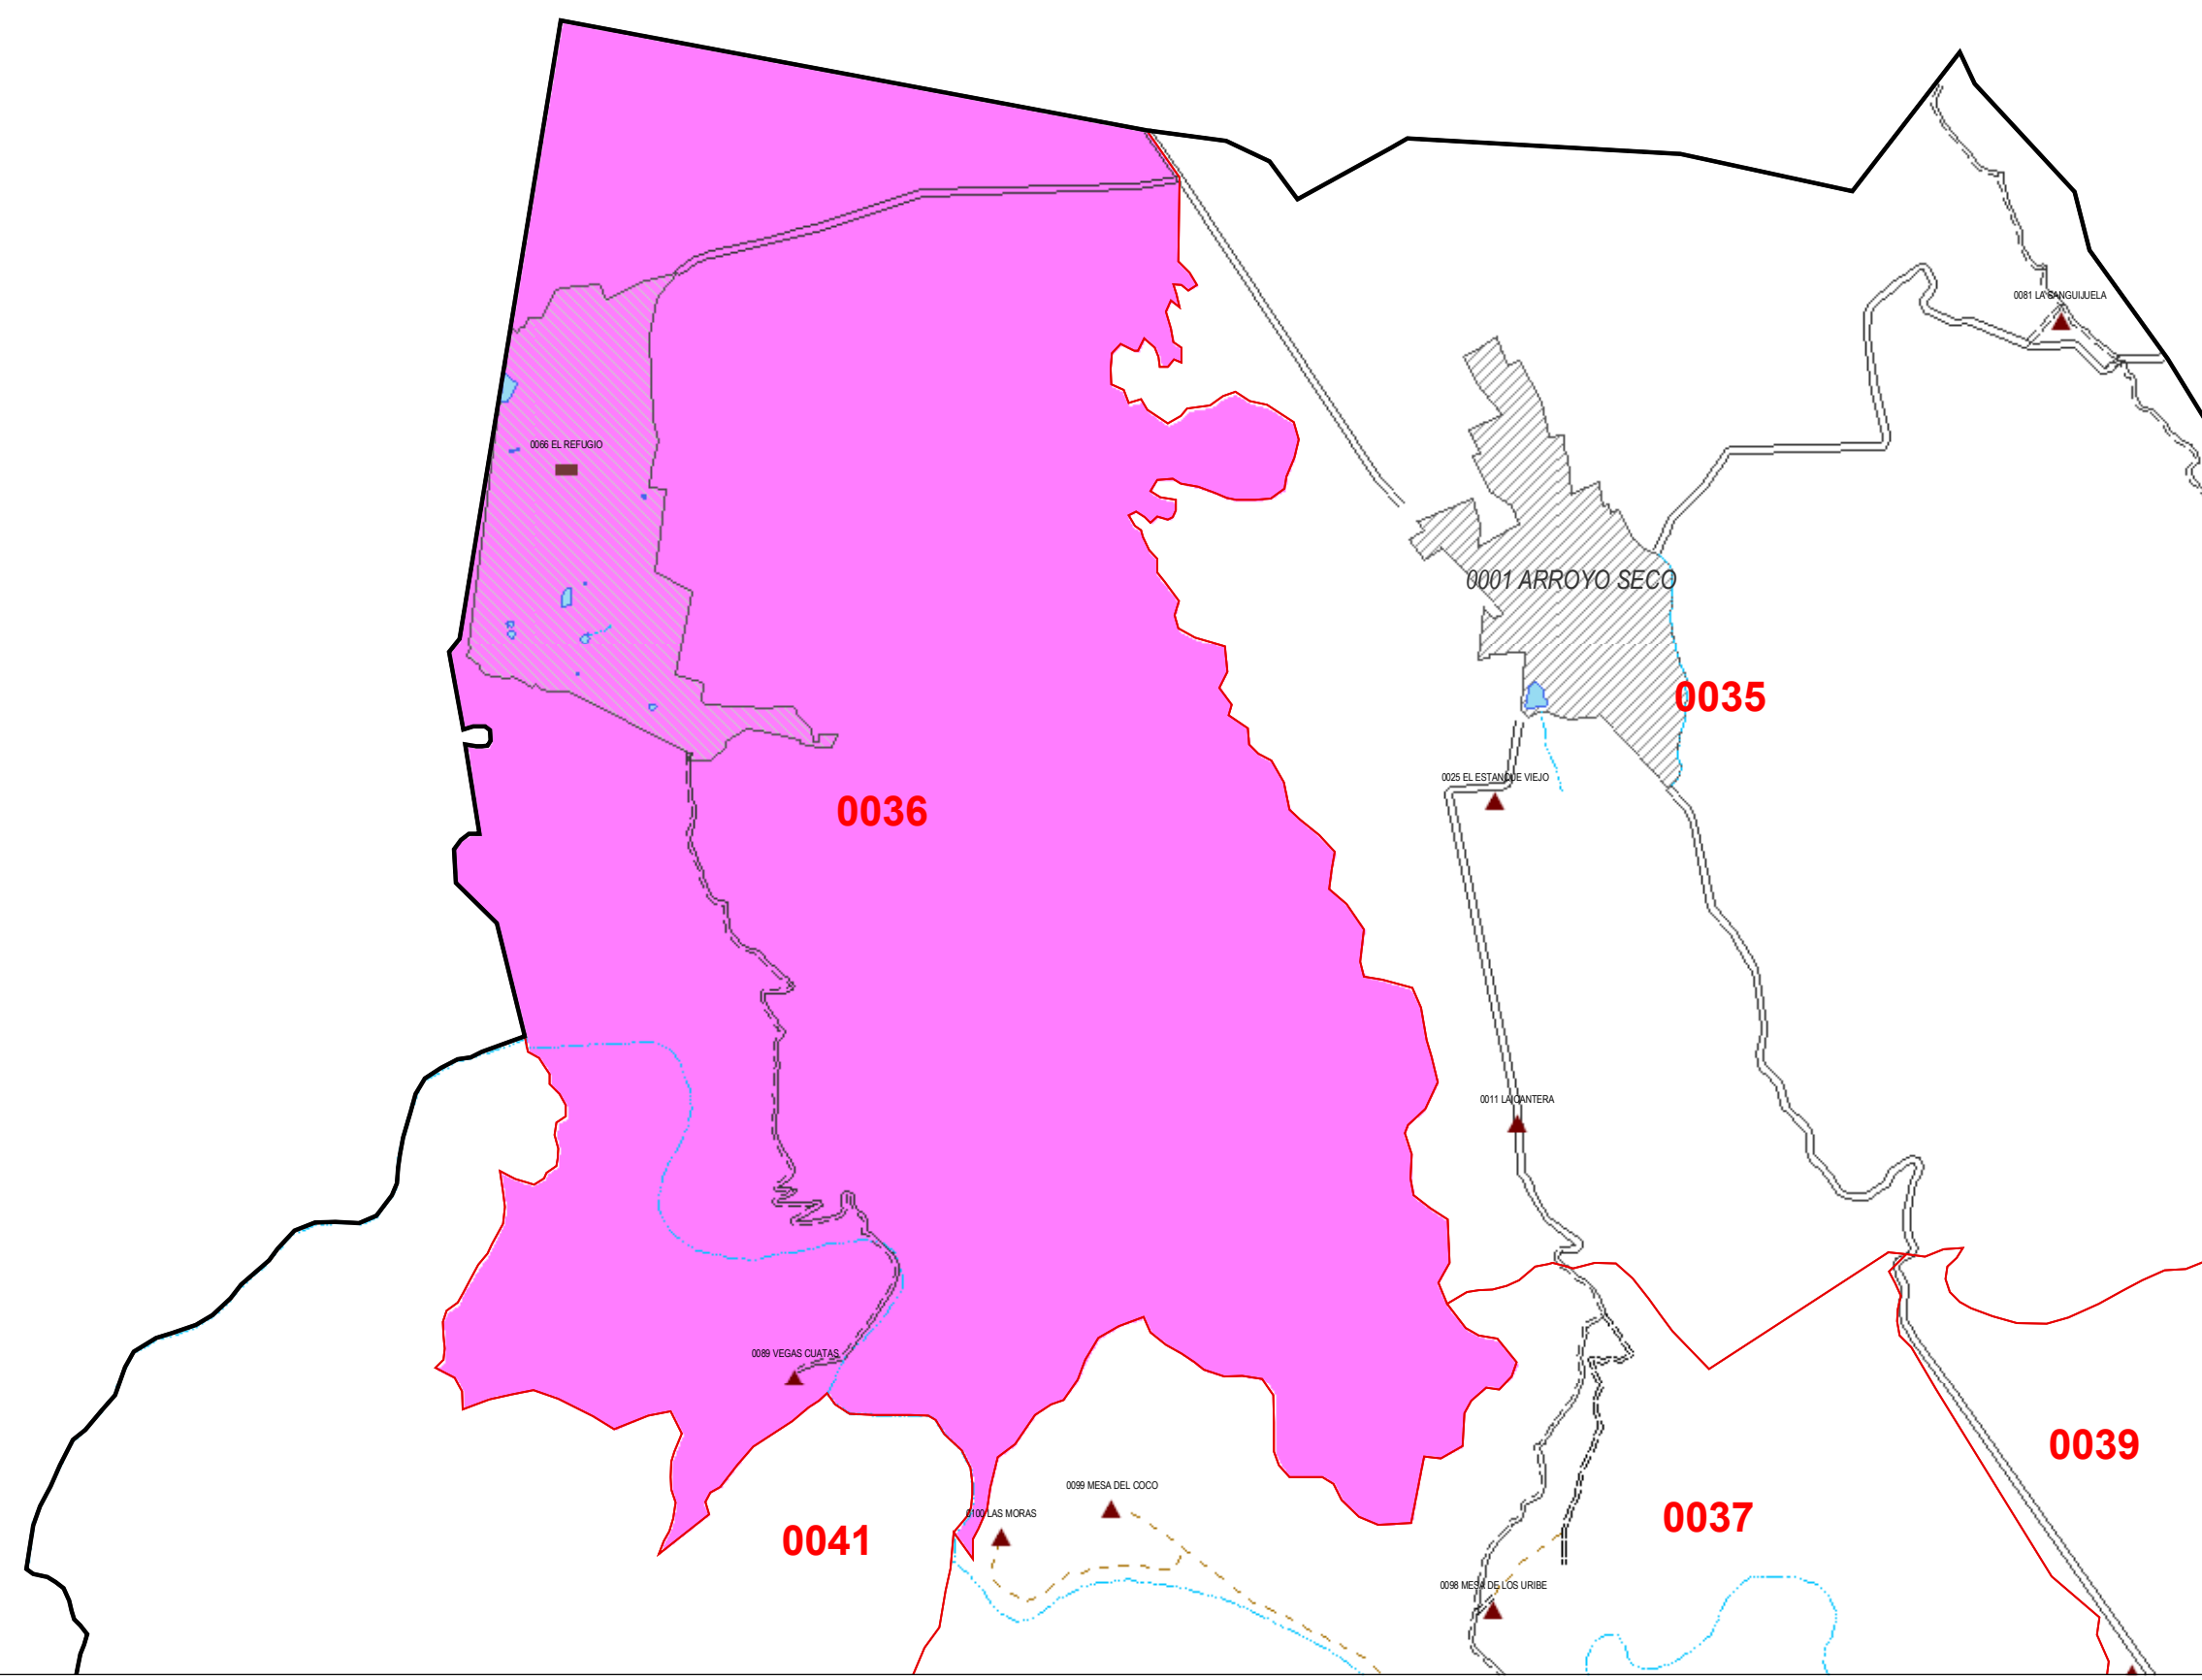 0081 LA SANGUIJUELA
0066 EL REFUGIO
0001 ARROYO SECO
0035
0025 EL ESTANQUE VIEJO
0036
0011 LA CANTERA
0089 VEGAS CUATAS
0039
0099 MESA DEL COCO
0100 LAS MORAS
0037
0041
0098 MESA DE LOS URIBE